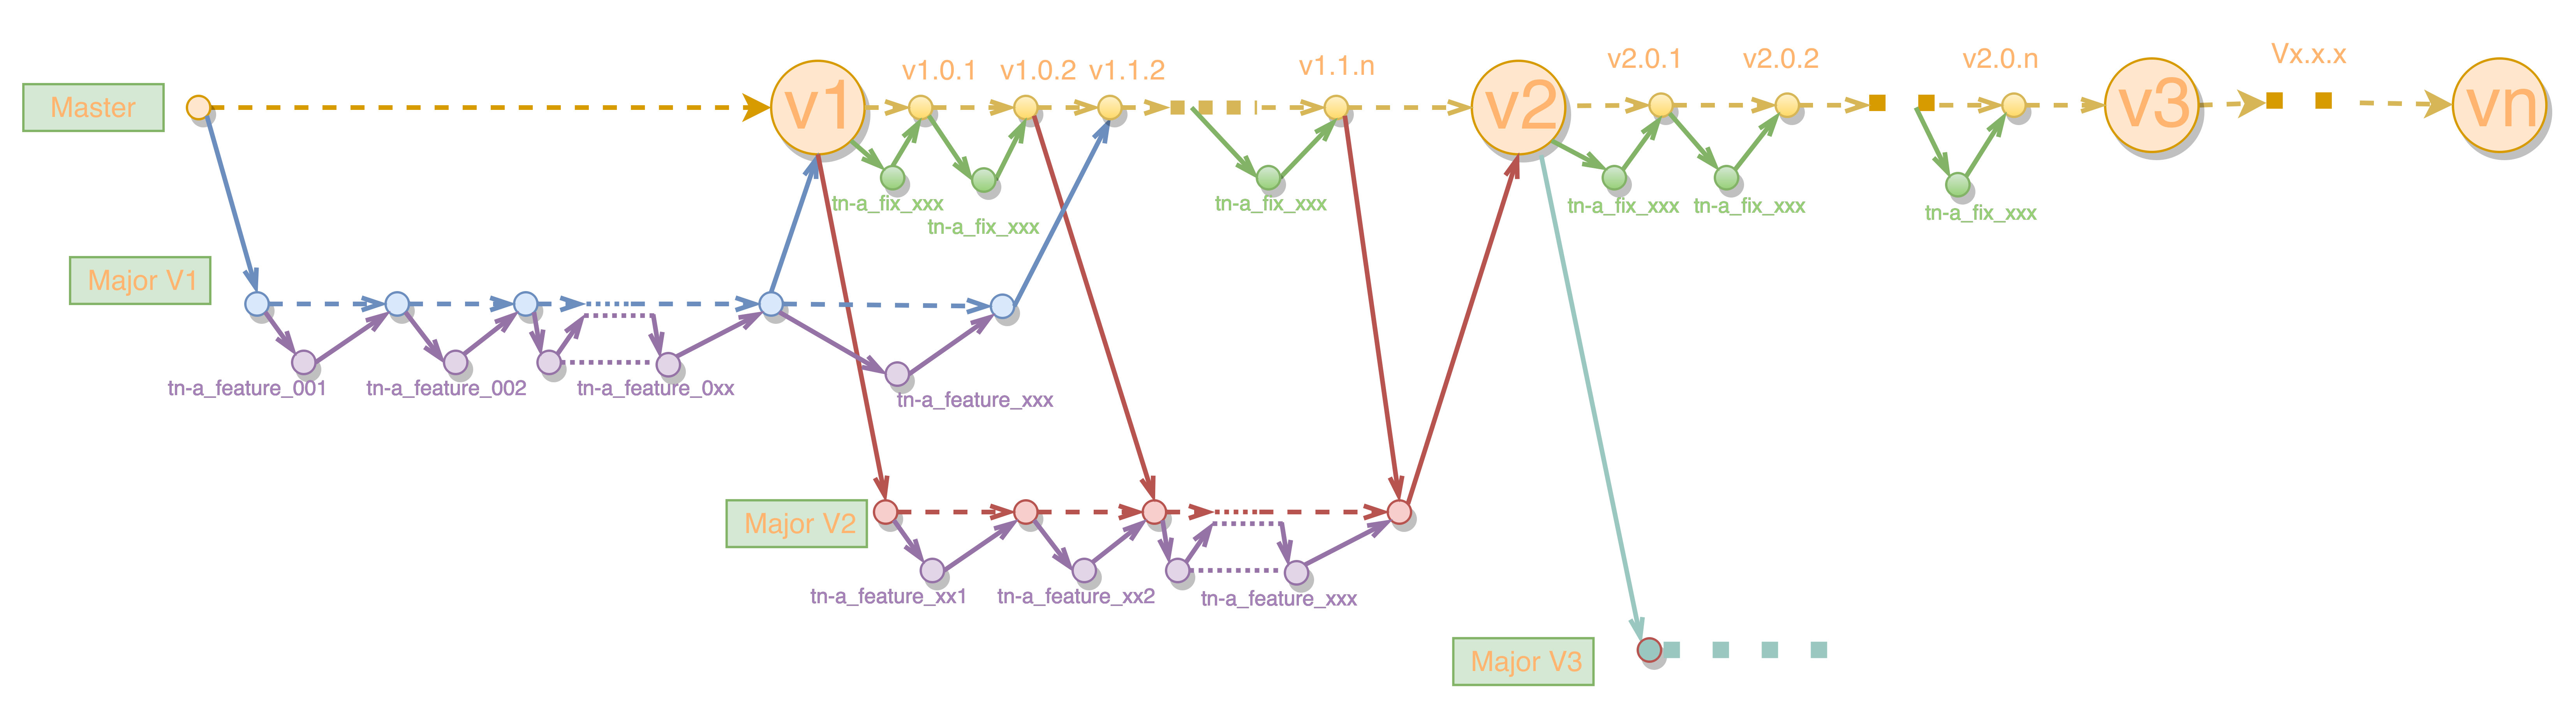 Master
v1
v1.0.1
v1.0.2
v1.1.2
v1.1.n
v2
v2.0.1
v2.0.2
v2.0.n
v3
Vx.x.x
vn
tn-a_fix_xxx
tn-a_fix_xxx
tn-a_fix_xxx
tn-a_fix_xxx
tn-a_fix_xxx
tn-a_fix_xxx
Major V1
tn-a_feature_001
tn-a_feature_002
tn-a_feature_0xx
tn-a_feature_xxx
Major V2
tn-a_feature_xx1
tn-a_feature_xx2
tn-a_feature_xxx
Major V3